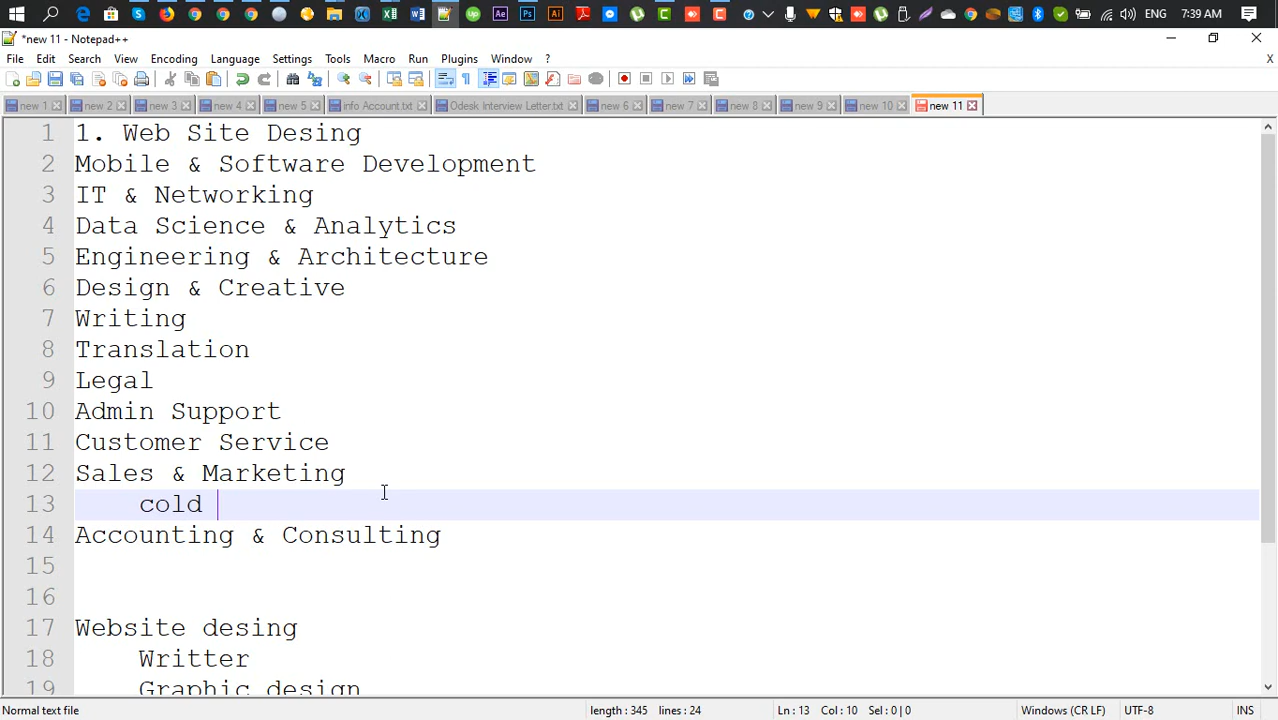 ENG 7:39 AM
*new 11 - Notepad++
File Edit Search View Encoding Language Settings Tools Macro Run Plugins Window ? X
new 1 new 2 new 3 new 4 new 5 info Account.txt Odesk Interview Letter.txt new 6 new 7 new 8 new 9 new 10 new 11
1 1. Web Site Desing
2 Mobile & Software Development
3 IT & Networking
4 Data Science & Analytics
5 Engineering & Architecture
6 Design & Creative
7 Writing
8 Translation
9 Legal
10 Admin Support
11 Customer Service
12 Sales & Marketing
13 cold
14 Accounting & Consulting
15
16
17 Website desing
18 Writter
19 Graphic design
Normal text file length : 345 lines : 24 Ln : 13 Col : 10 Sel : 0 | 0 Windows (CR LF) UTF-8 INS